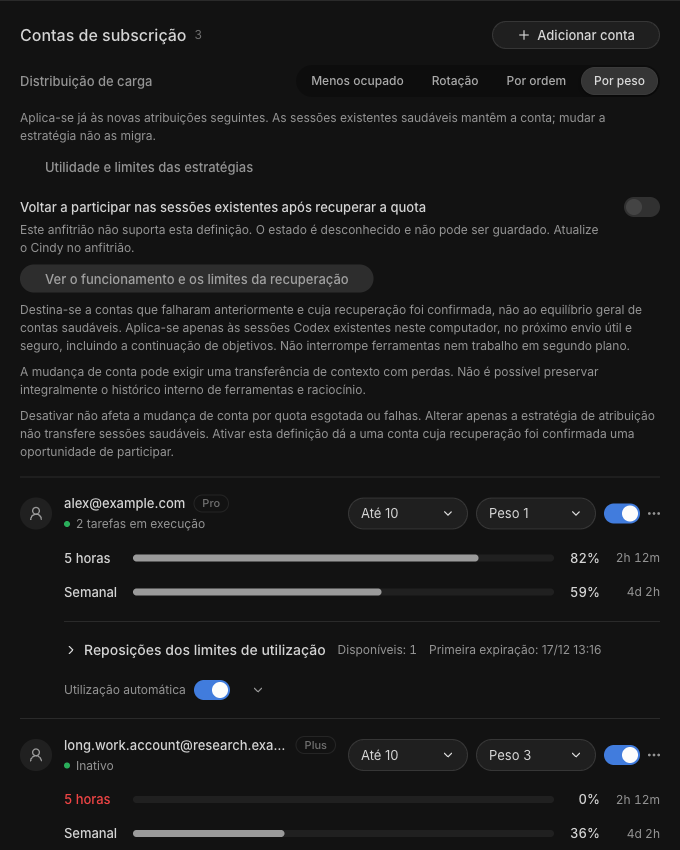 Contas de subscrição 3
+ Adicionar conta
Distribuição de carga
Menos ocupado
Rotação
Por ordem
Por peso
Aplica-se já às novas atribuições seguintes. As sessões existentes saudáveis mantêm a conta; mudar a
estratégia não as migra.
Utilidade e limites das estratégias
Voltar a participar nas sessões existentes após recuperar a quota
Este anfitrião não suporta esta definição. O estado é desconhecido e não pode ser guardado. Atualize
o Cindy no anfitrião.
Ver o funcionamento e os limites da recuperação
Destina-se a contas que falharam anteriormente e cuja recuperação foi confirmada, não ao equilíbrio geral de
contas saudáveis. Aplica-se apenas às sessões Codex existentes neste computador, no próximo envio útil e
seguro, incluindo a continuação de objetivos. Não interrompe ferramentas nem trabalho em segundo plano.
A mudança de conta pode exigir uma transferência de contexto com perdas. Não é possível preservar
integralmente o histórico interno de ferramentas e raciocínio.
Desativar não afeta a mudança de conta por quota esgotada ou falhas. Alterar apenas a estratégia de atribuição
não transfere sessões saudáveis. Ativar esta definição dá a uma conta cuja recuperação foi confirmada uma
oportunidade de participar.
alex@example.com Pro
2 tarefas em execução
Até 10
Peso 1
5 horas 82% 2h 12m
Semanal 59% 4d 2h
Reposições dos limites de utilização Disponíveis: 1 Primeira expiração: 17/12 13:16
Utilização automática
long.work.account@research.exa... Plus
Inativo
Até 10
Peso 3
5 horas 0% 2h 12m
Semanal 36% 4d 2h